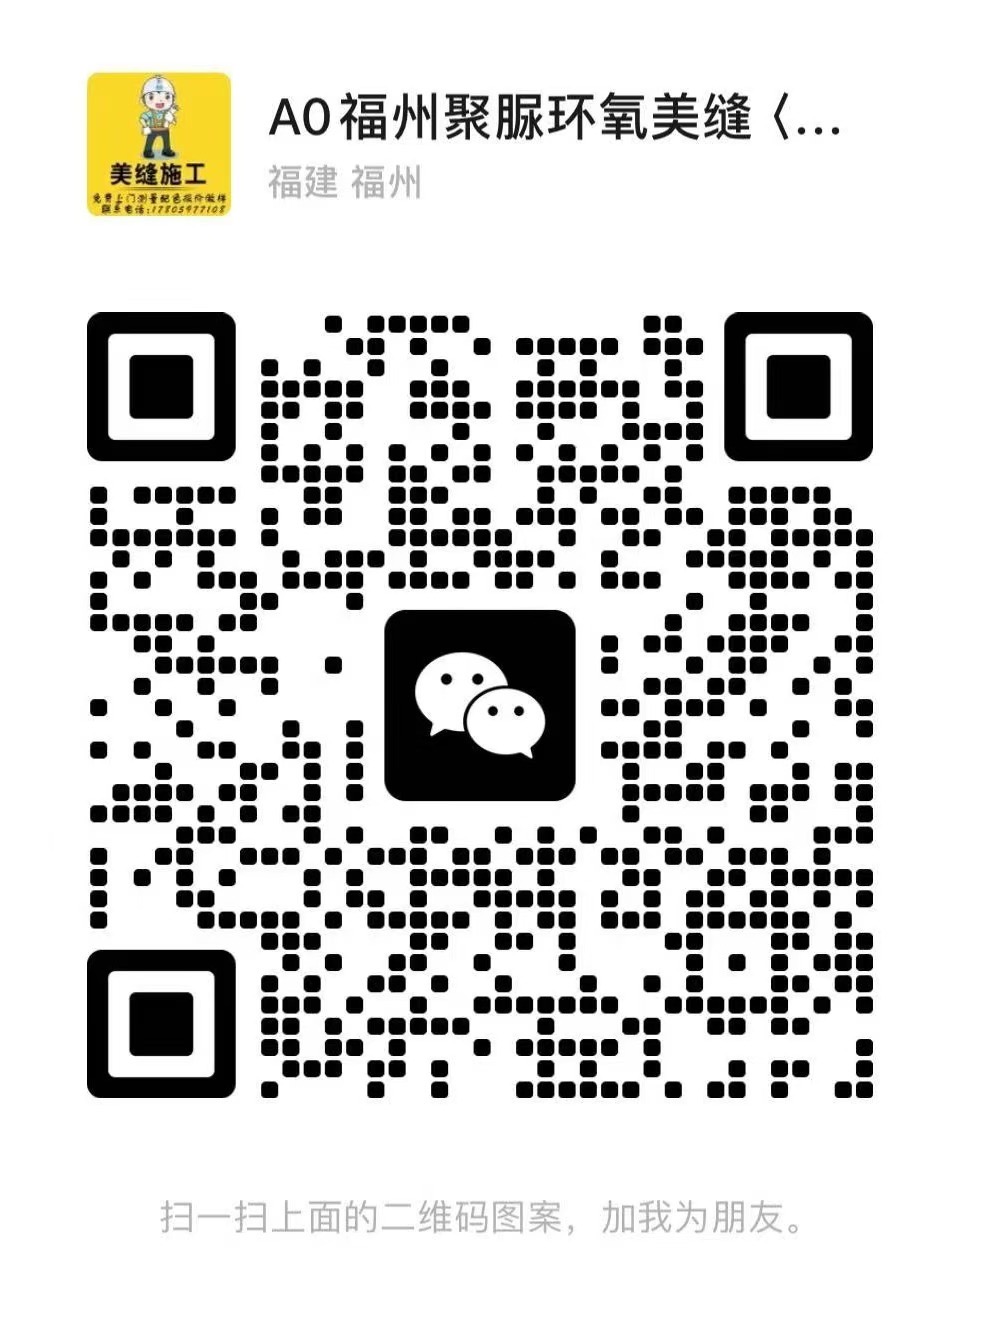 A0福州聚脲环氧美缝〈...
福建 福州
美缝施工
免费上门测量配色报价做样
联系电话:17805977108
扫一扫上面的二维码图案，加我为朋友。